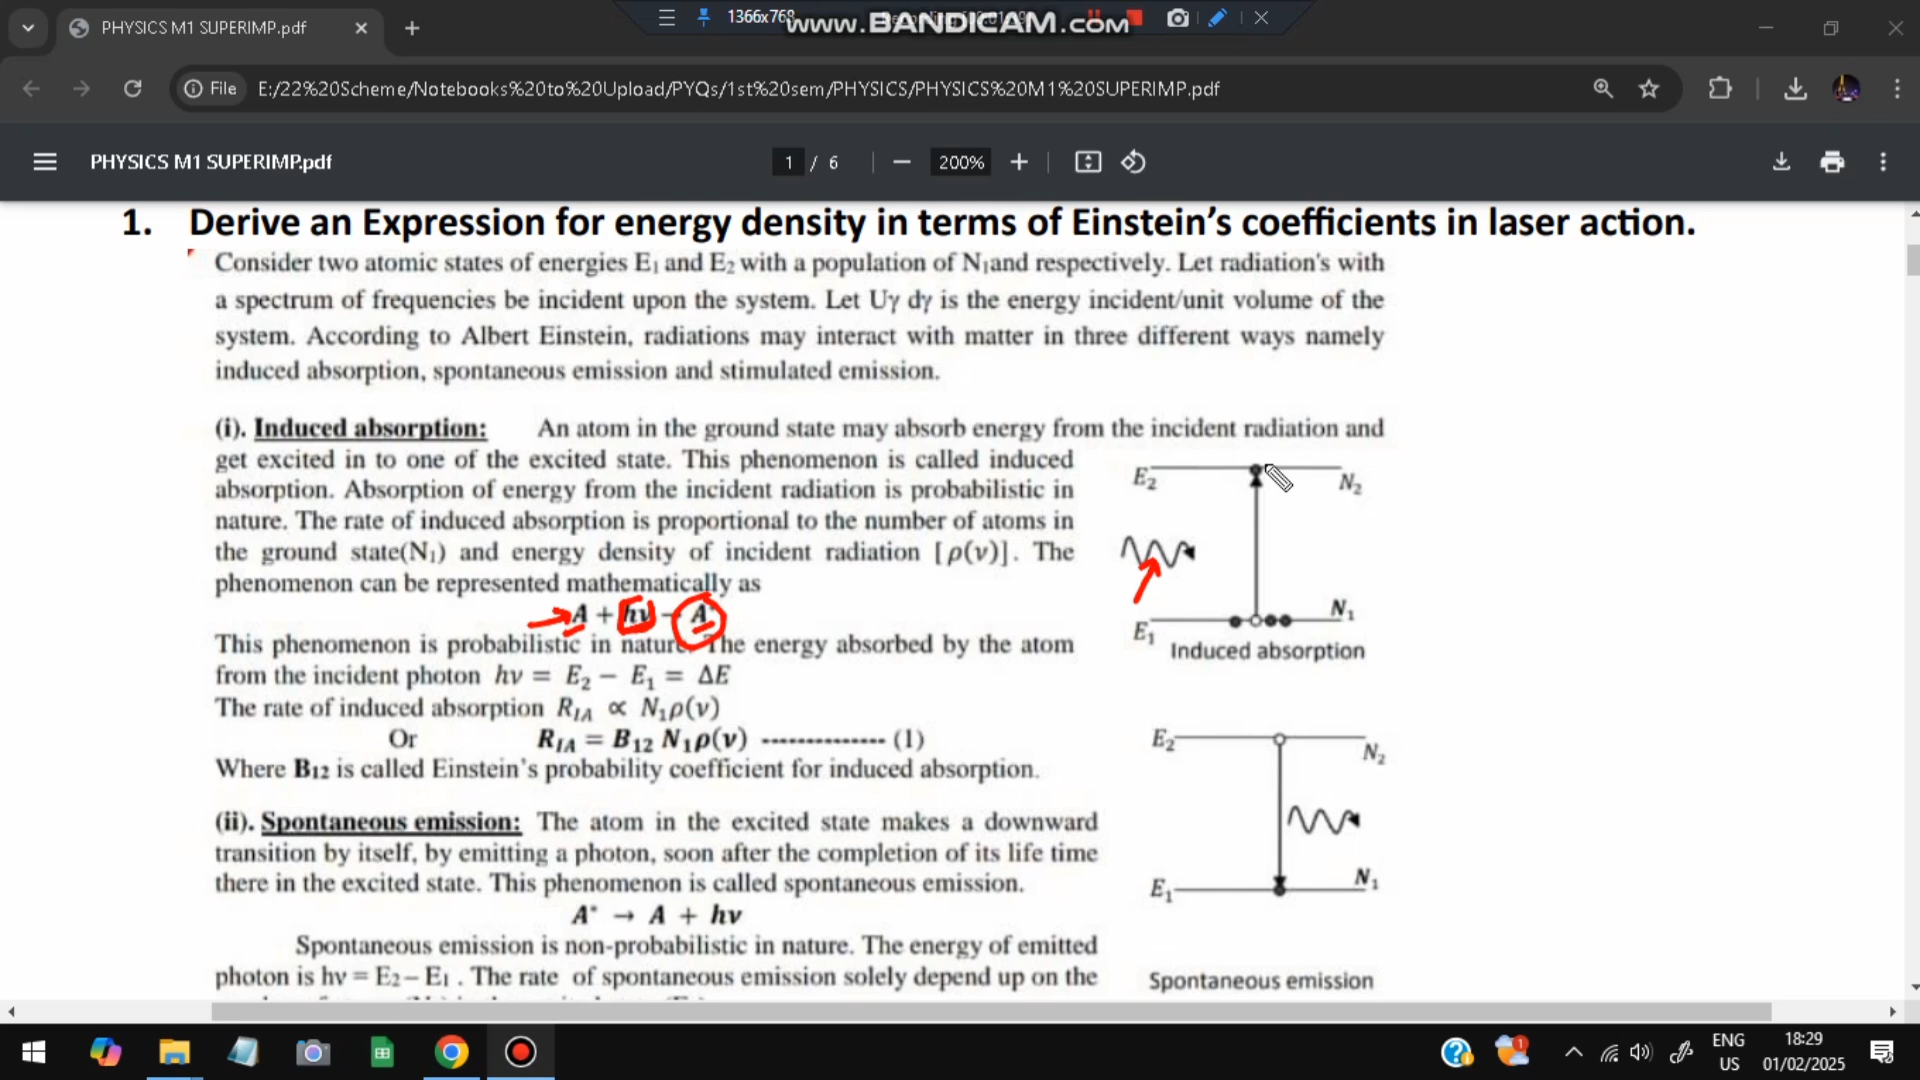 PHYSICS M1 SUPERIMP.pdf
1366x768
www.BANDICAM.com
File
E:/22%20Scheme/Notebooks%20to%20Upload/PYQs/1st%20sem/PHYSICS/PHYSICS%20M1%20SUPERIMP.pdf
PHYSICS M1 SUPERIMP.pdf
1 / 6
200%
1. Derive an Expression for energy density in terms of Einstein's coefficients in laser action.
Consider two atomic states of energies E₁ and E₂ with a population of N₁and respectively. Let radiation's with
a spectrum of frequencies be incident upon the system. Let Uγ dγ is the energy incident/unit volume of the
system. According to Albert Einstein, radiations may interact with matter in three different ways namely
induced absorption, spontaneous emission and stimulated emission.
(i). Induced absorption: An atom in the ground state may absorb energy from the incident radiation and
get excited in to one of the excited state. This phenomenon is called induced
absorption. Absorption of energy from the incident radiation is probabilistic in
nature. The rate of induced absorption is proportional to the number of atoms in
the ground state(N₁) and energy density of incident radiation [ρ(ν)]. The
phenomenon can be represented mathematically as
A + hν → A
This phenomenon is probabilistic in nature. The energy absorbed by the atom
from the incident photon hν = E₂ − E₁ = ΔE
The rate of induced absorption R_IA ∝ N₁ρ(ν)
Or R_IA = B₁₂ N₁ρ(ν) -------------- (1)
Where B₁₂ is called Einstein's probability coefficient for induced absorption.
E₂
N₂
N₁
E₁
Induced absorption
(ii). Spontaneous emission: The atom in the excited state makes a downward
transition by itself, by emitting a photon, soon after the completion of its life time
there in the excited state. This phenomenon is called spontaneous emission.
A* → A + hν
Spontaneous emission is non-probabilistic in nature. The energy of emitted
photon is hν = E₂ – E₁ . The rate of spontaneous emission solely depend up on the
E₂
N₂
N₁
E₁
Spontaneous emission
1
ENG
US
18:29
01/02/2025